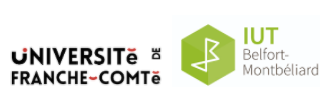 UNIVERSITé DE
FRANCHE-COMTé
IUT
Belfort-
Montbéliard